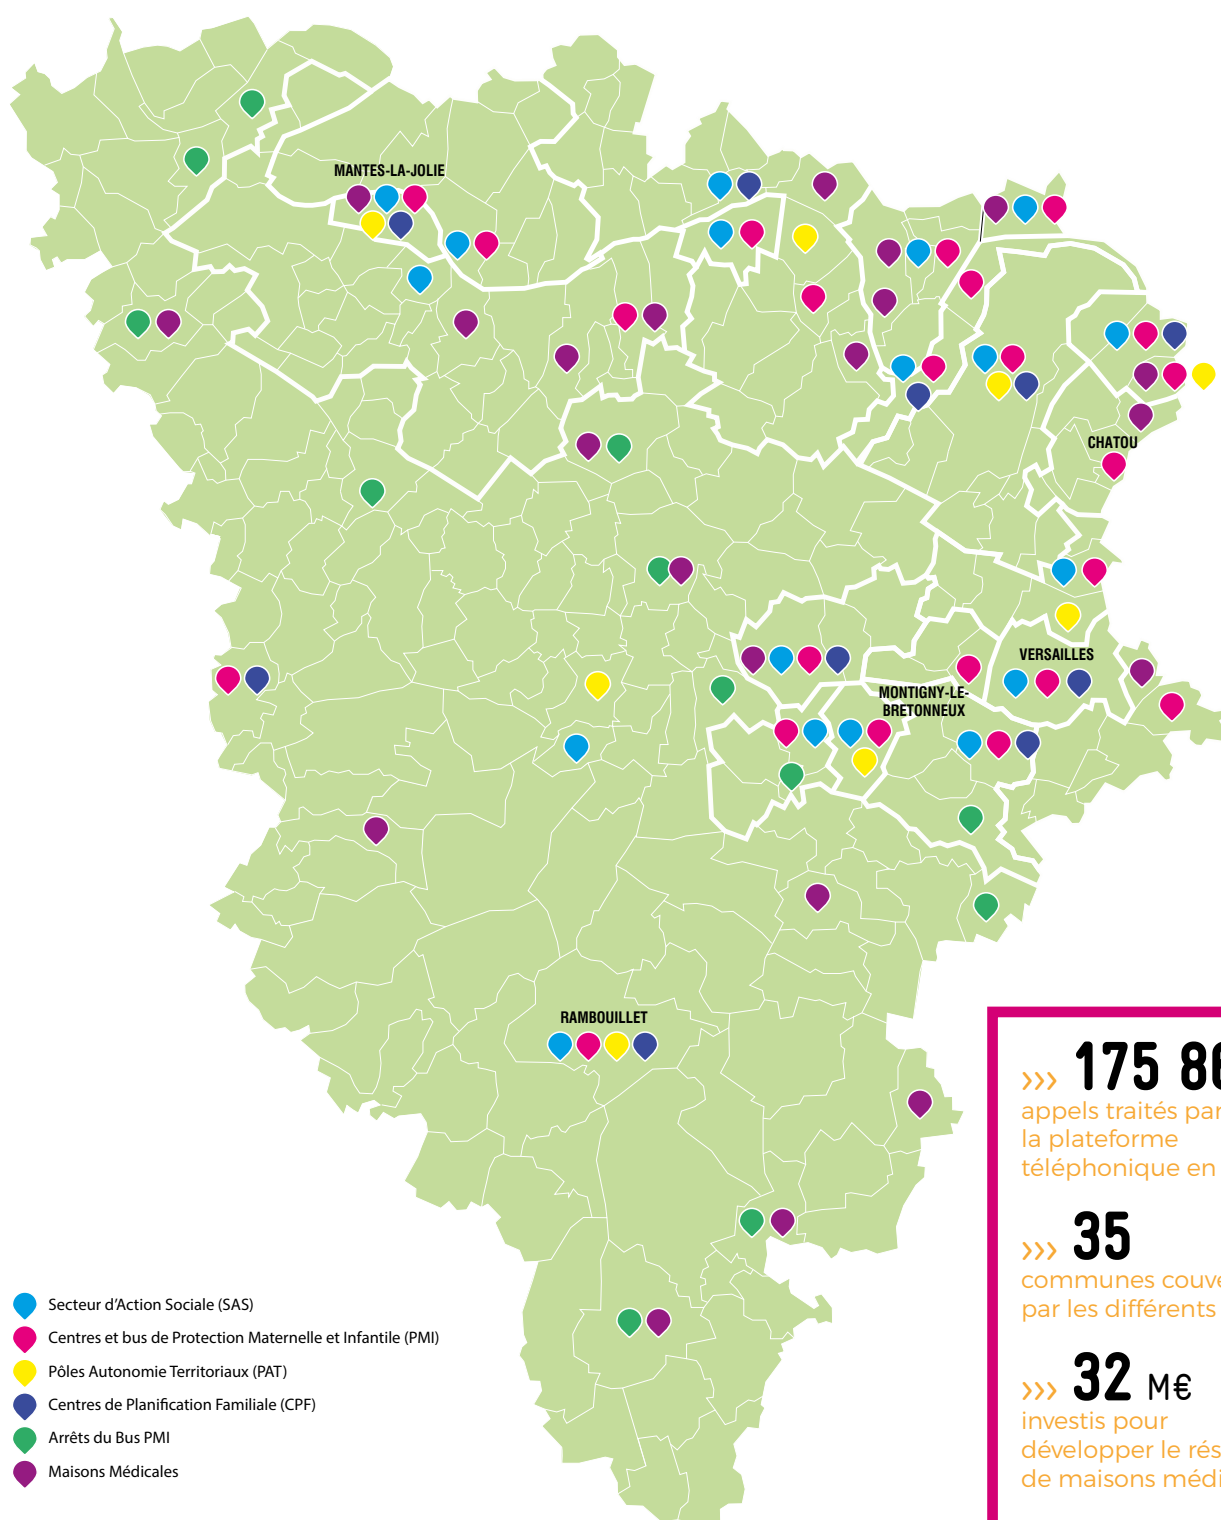 MANTES-LA-JOLIE
CHATOU
VERSAILLES
MONTIGNY-LE-
BRETONNEUX
RAMBOUILLET
Secteur d'Action Sociale (SAS)
Centres et bus de Protection Maternelle et Infantile (PMI)
Pôles Autonomie Territoriaux (PAT)
Centres de Planification Familiale (CPF)
Arrêts du Bus PMI
Maisons Médicales
››› 175 86
appels traités par
la plateforme
téléphonique en
››› 35
communes
par les différents
››› 32 M€
investis pour
développer le
de maisons